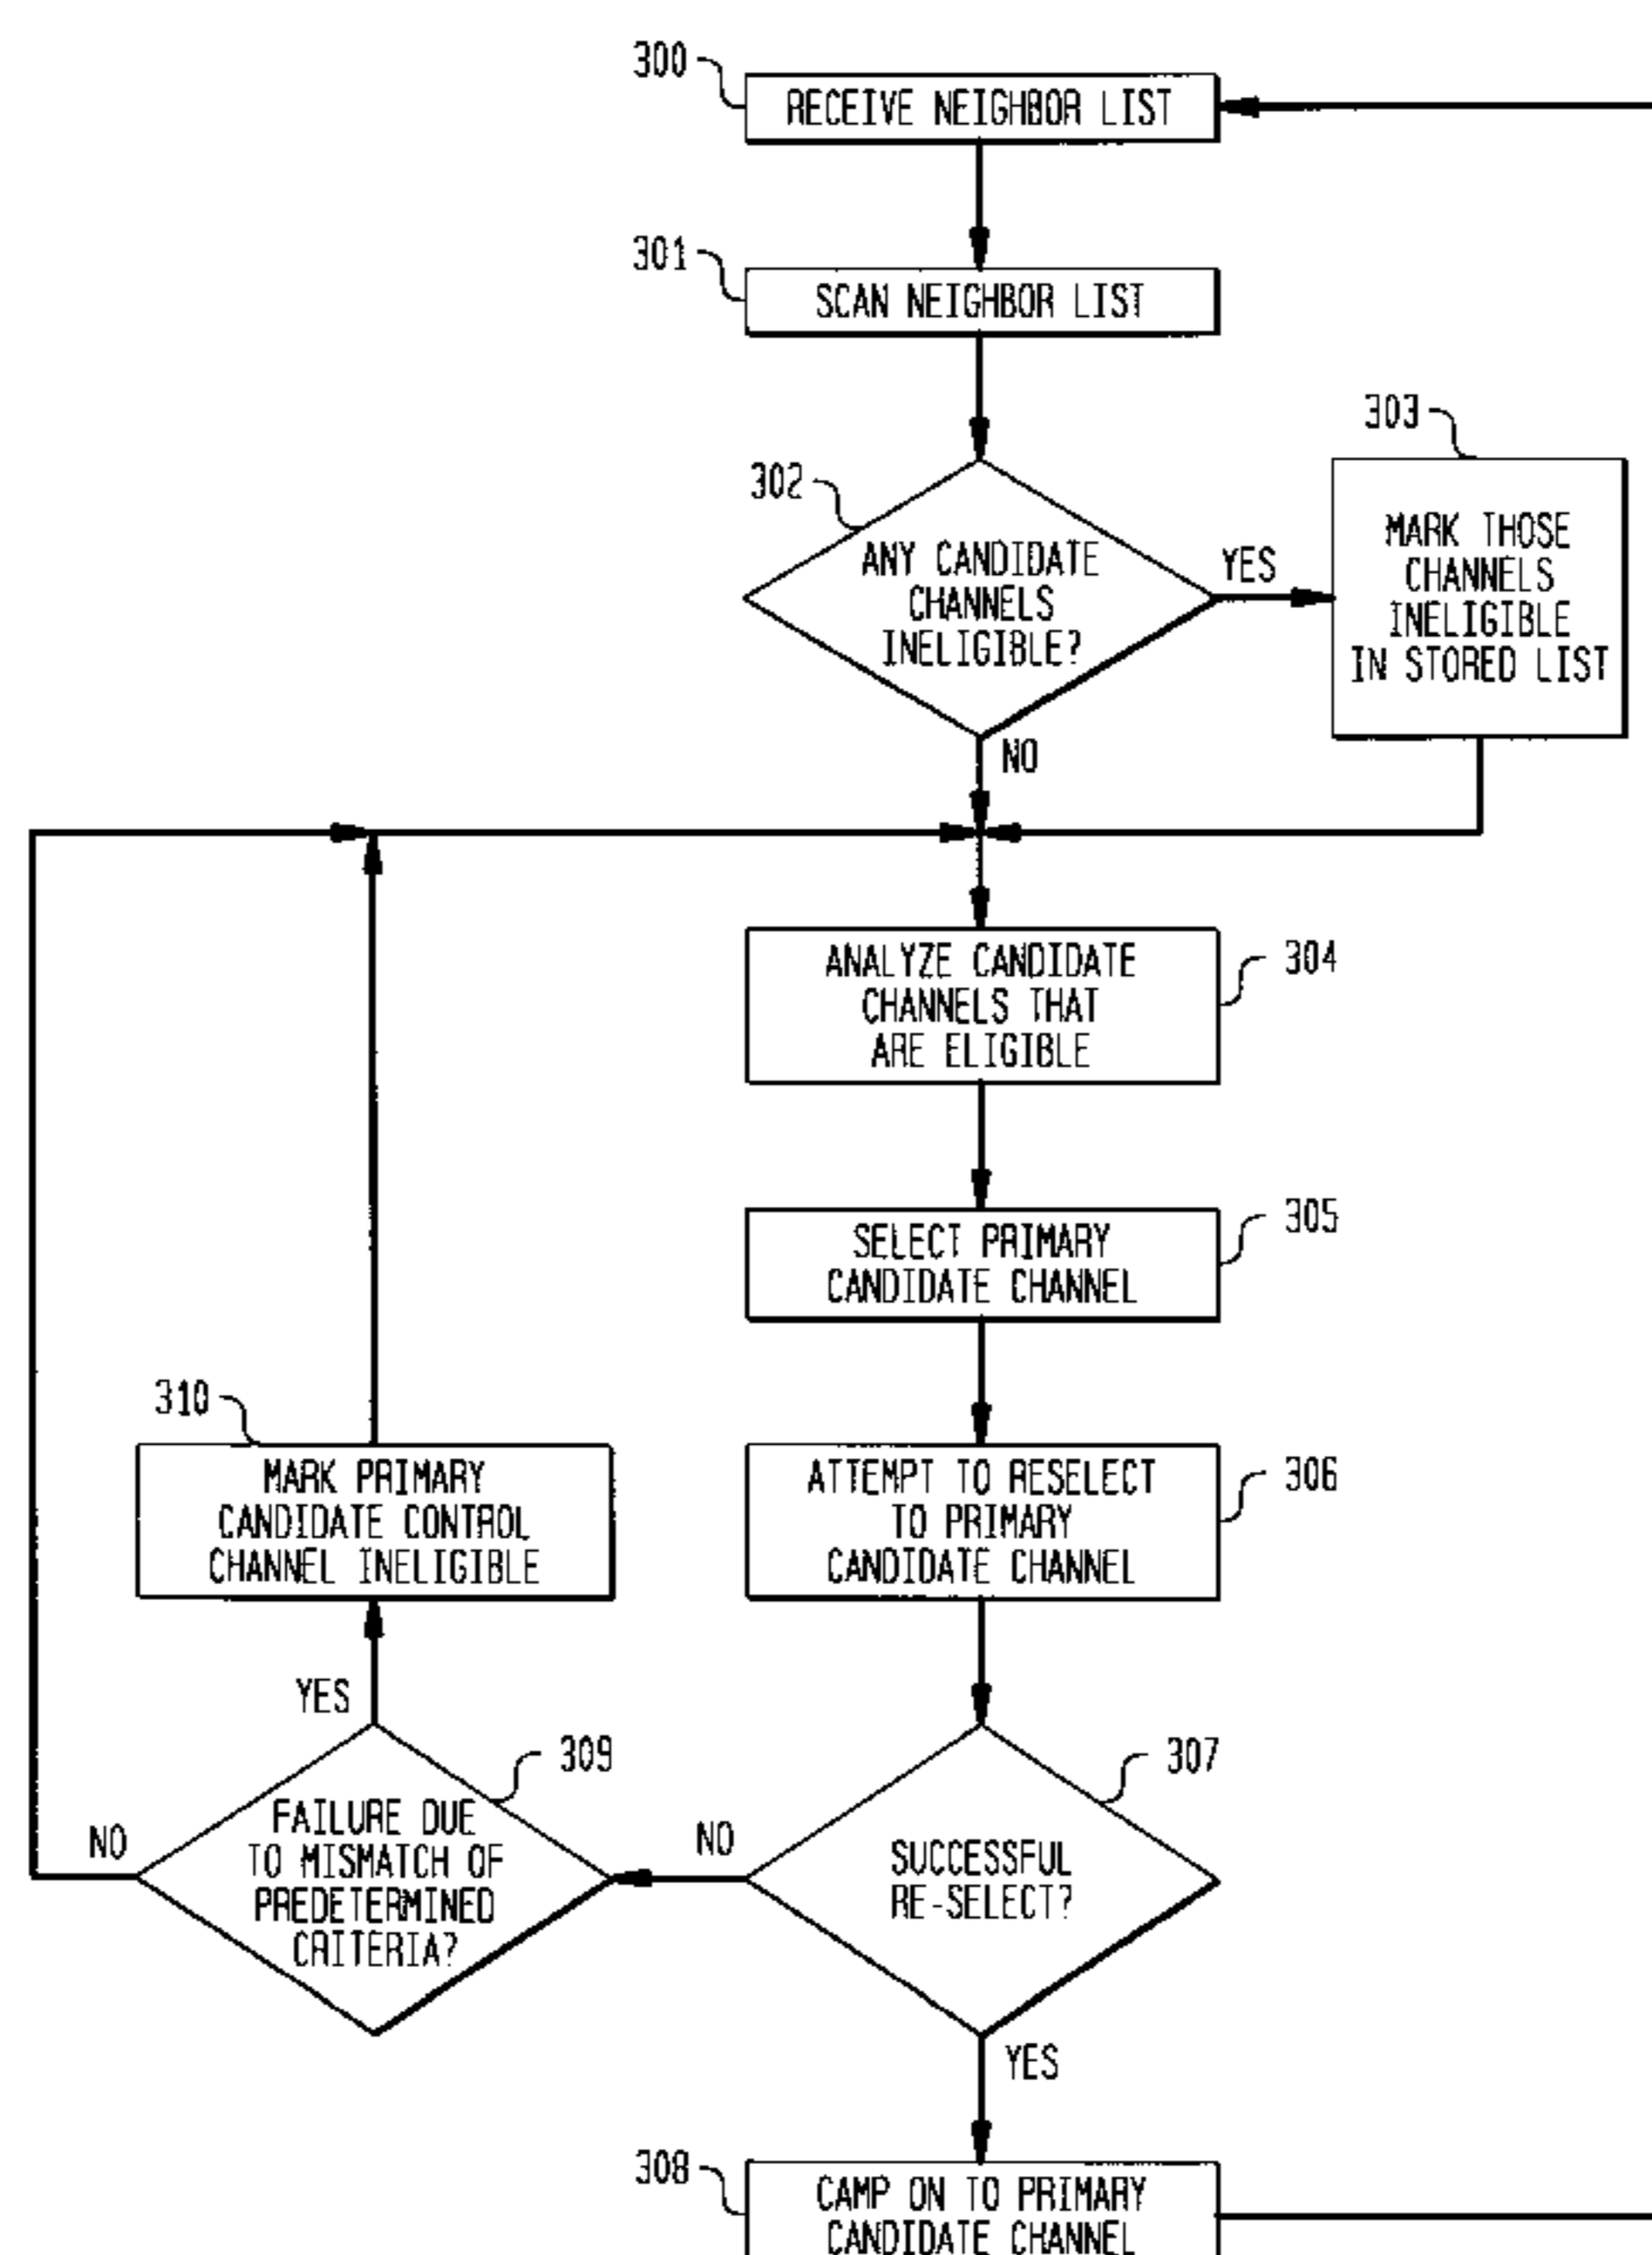 300
RECEIVE NEIGHBOR LIST
301
SCAN NEIGHBOR LIST
302
ANY CANDIDATE
CHANNELS
INELIGIBLE?
YES
303
MARK THOSE
CHANNELS
INELIGIBLE
IN STORED LIST
NO
304
ANALYZE CANDIDATE
CHANNELS THAT
ARE ELIGIBLE
305
SELECT PRIMARY
CANDIDATE CHANNEL
310
MARK PRIMARY
CANDIDATE CONTROL
CHANNEL INELIGIBLE
306
ATTEMPT TO RESELECT
TO PRIMARY
CANDIDATE CHANNEL
YES
309
FAILURE DUE
TO MISMATCH OF
PREDETERMINED
CRITERIA?
NO
NO
307
SUCCESSFUL
RE-SELECT?
YES
308
CAMP ON TO PRIMARY
CANDIDATE CHANNEL